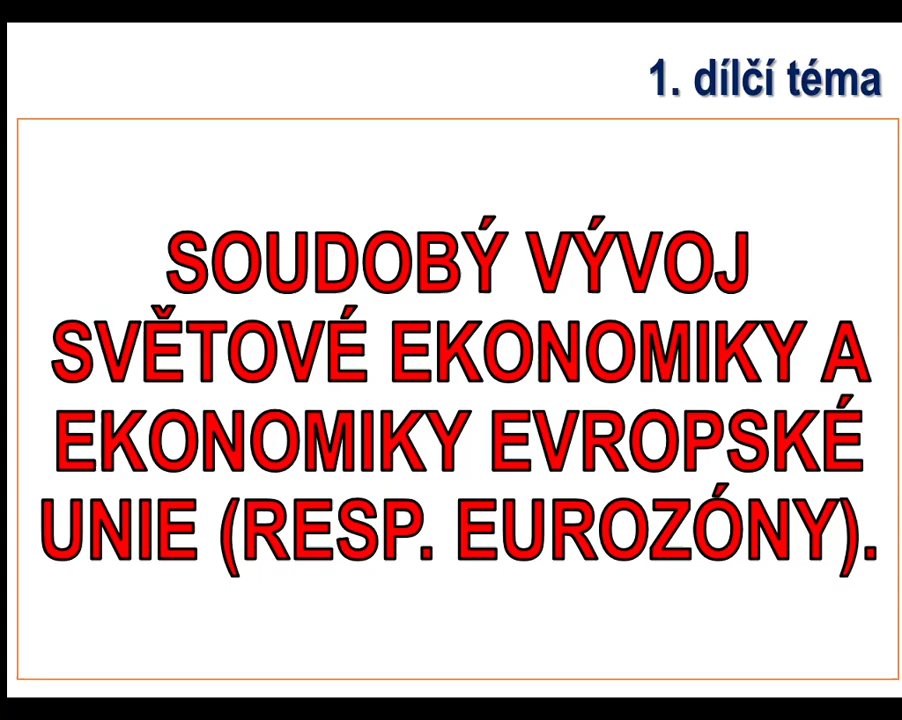 1. dílčí téma
SOUDOBÝ VÝVOJ
SVĚTOVÉ EKONOMIKY A
EKONOMIKY EVROPSKÉ
UNIE (RESP. EUROZÓNY).